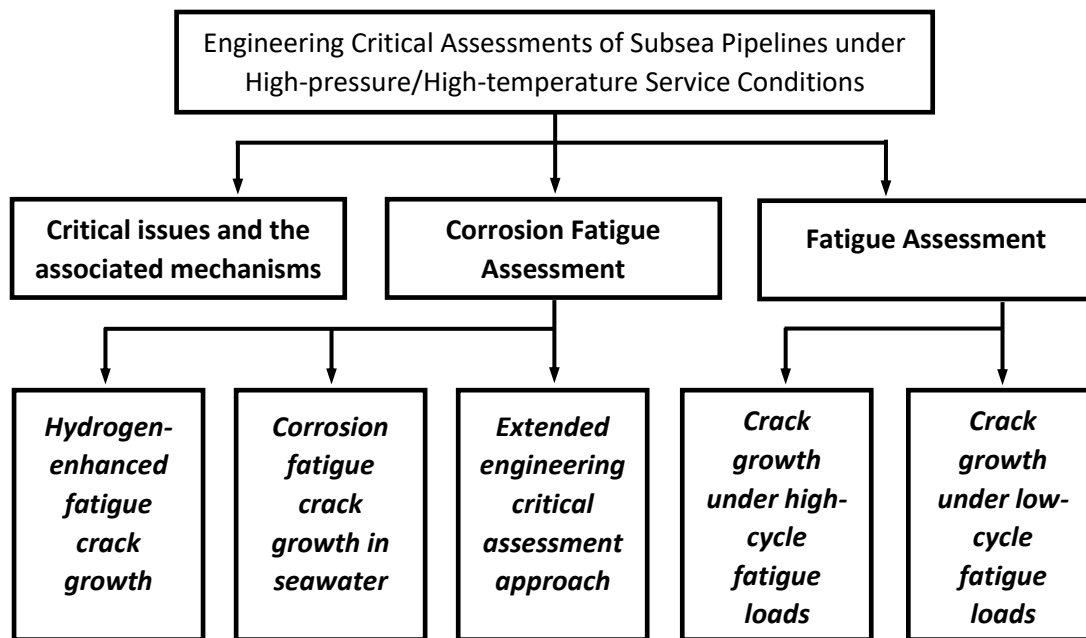 Engineering Critical Assessments of Subsea Pipelines under
High-pressure/High-temperature Service Conditions
Critical issues and the
associated mechanisms
Corrosion Fatigue
Assessment
Fatigue Assessment
Hydrogen-
enhanced
fatigue
crack
growth
Corrosion
fatigue
crack
growth in
seawater
Extended
engineering
critical
assessment
approach
Crack
growth
under high-
cycle
fatigue
loads
Crack
growth
under low-
cycle
fatigue
loads